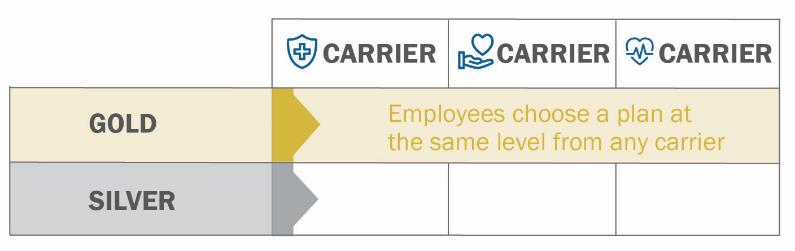 CARRIER CARRIER CARRIER
GOLD
Employees choose a plan at
the same level from any carrier
SILVER